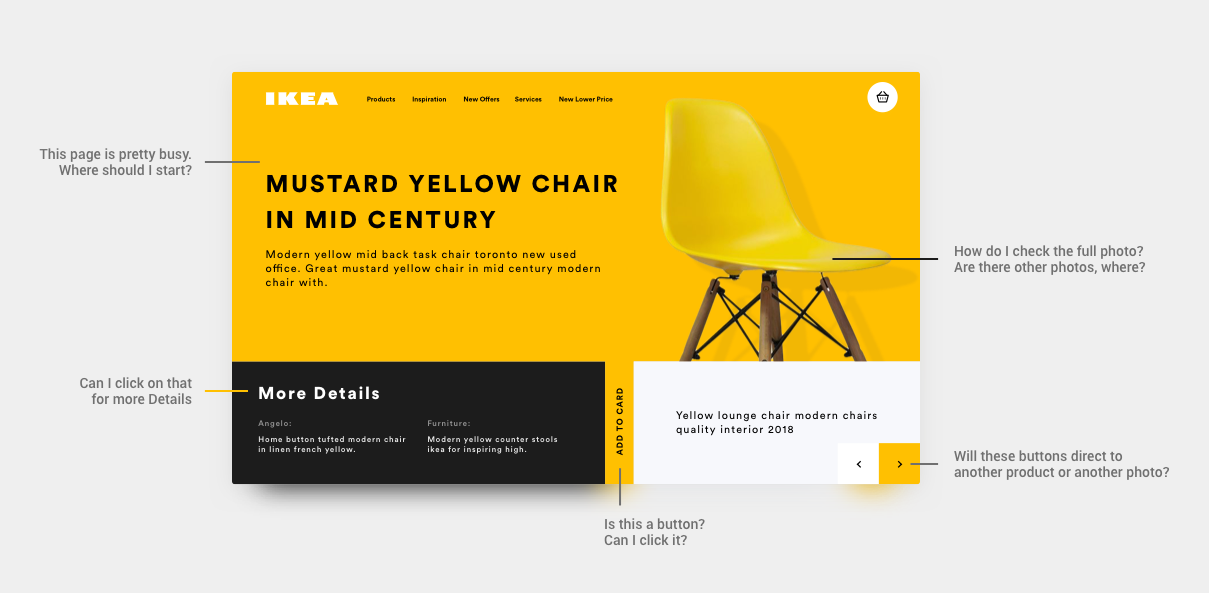 IKEA
Products Inspiration New Offers Services New Lower Price
This page is pretty busy.
Where should I start?
MUSTARD YELLOW CHAIR
IN MID CENTURY
Modern yellow mid back task chair toronto new used
office. Great mustard yellow chair in mid century modern
chair with.
How do I check the full photo?
Are there other photos, where?
Can I click on that
for more Details
More Details
Angelo:
Home button tufted modern chair
in linen french yellow.
Furniture:
Modern yellow counter stools
ikea for inspiring high.
ADD TO CARD
Yellow lounge chair modern chairs
quality interior 2018
Will these buttons direct to
another product or another photo?
Is this a button?
Can I click it?